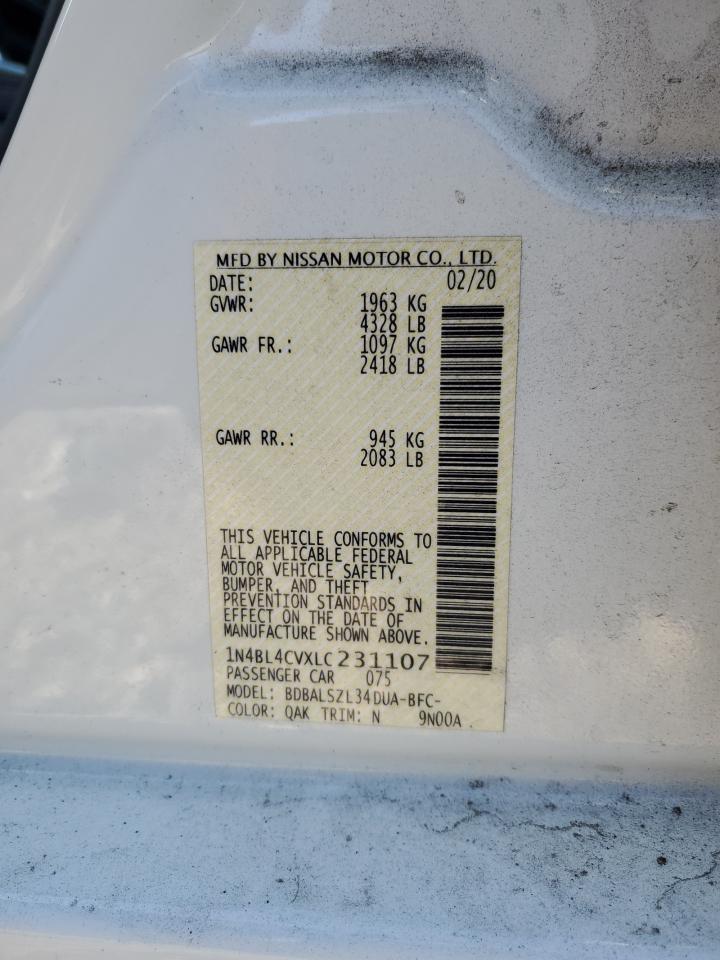 MFD BY NISSAN MOTOR CO., LTD.
DATE: 02/20
GVWR: 1963 KG
4328 LB
GAWR FR.: 1097 KG
2418 LB
GAWR RR.: 945 KG
2083 LB
THIS VEHICLE CONFORMS TO
ALL APPLICABLE FEDERAL
MOTOR VEHICLE SAFETY,
BUMPER, AND THEFT
PREVENTION STANDARDS IN
EFFECT ON THE DATE OF
MANUFACTURE SHOWN ABOVE.
1N4BL4CVXLC231107
PASSENGER CAR 075
MODEL: BDBALSZL34DUA-BFC-
COLOR: QAK TRIM: N 9N00A